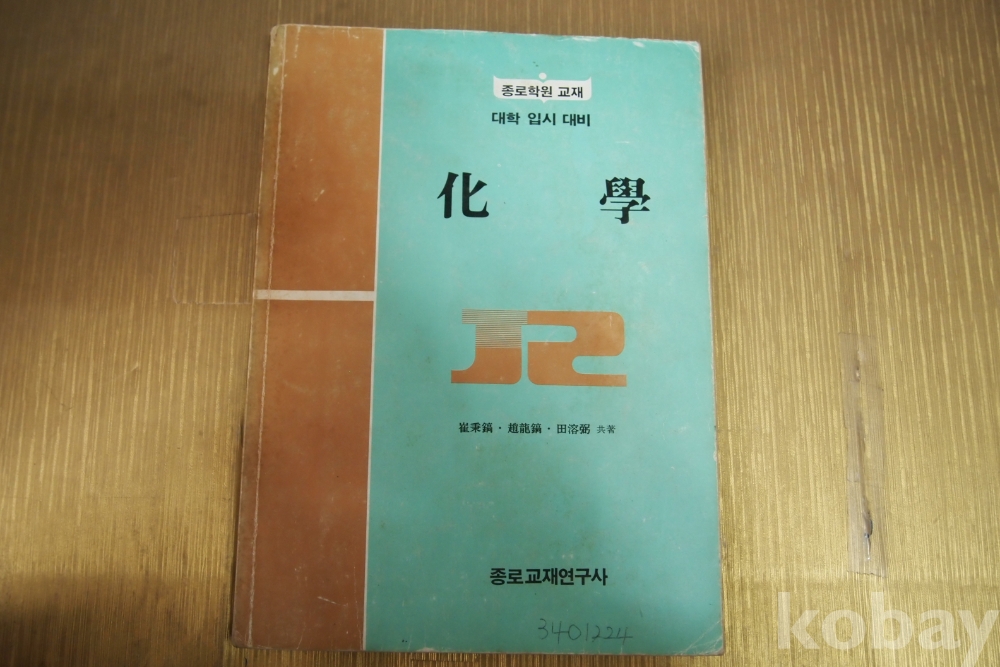 종로학원 교재
대학 입시 대비
化 學
崔秉鎬 · 趙龍鎬 · 田溶弼 共著
종로교재연구사
3401224
kobay